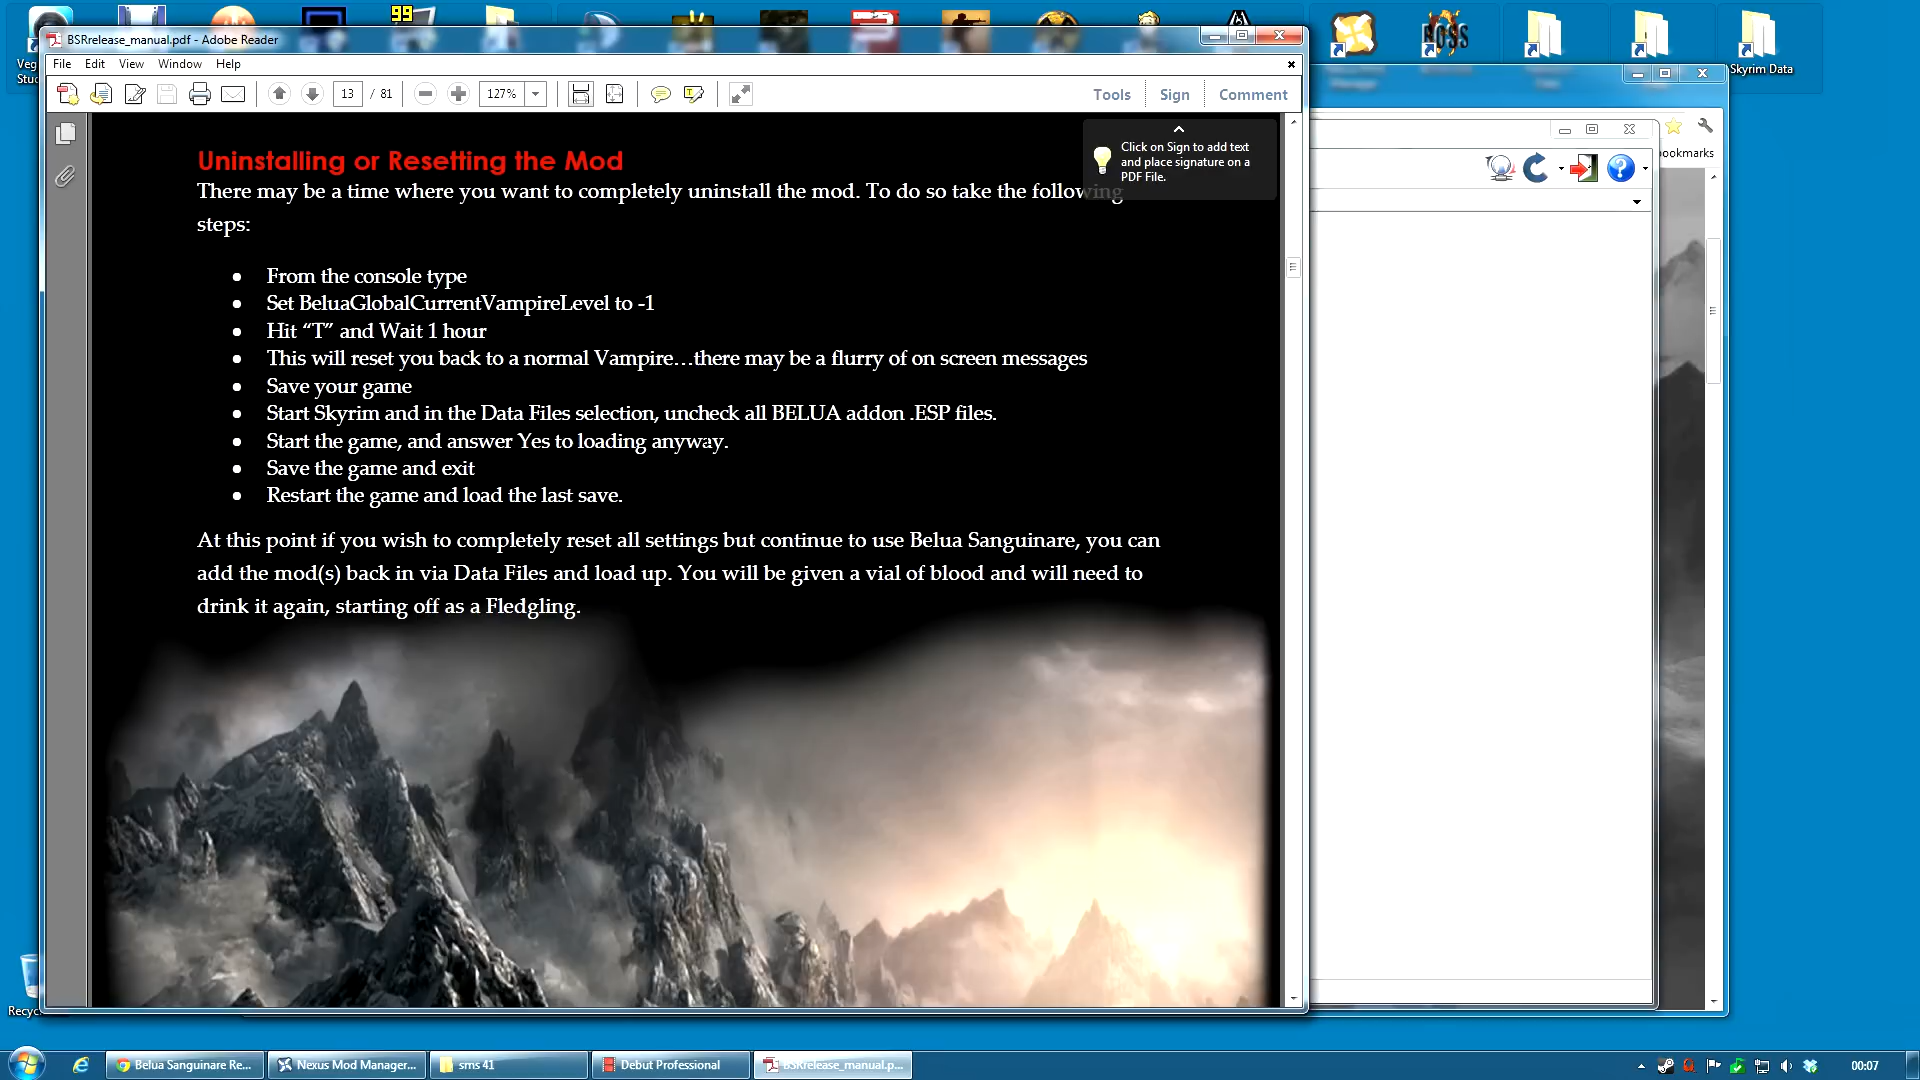 99
BSRrelease_manual.pdf - Adobe Reader
File Edit View Window Help
13 / 81
127%
Tools Sign Comment
Click on Sign to add text
and place signature on a
PDF File.
Uninstalling or Resetting the Mod
There may be a time where you want to completely uninstall the mod. To do so take the following
steps:
• From the console type
• Set BeluaGlobalCurrentVampireLevel to -1
• Hit “T” and Wait 1 hour
• This will reset you back to a normal Vampire…there may be a flurry of on screen messages
• Save your game
• Start Skyrim and in the Data Files selection, uncheck all BELUA addon .ESP files.
• Start the game, and answer Yes to loading anyway.
• Save the game and exit
• Restart the game and load the last save.
At this point if you wish to completely reset all settings but continue to use Belua Sanguinare, you can
add the mod(s) back in via Data Files and load up. You will be given a vial of blood and will need to
drink it again, starting off as a Fledgling.
Skyrim Data
ookmarks
Veg
Stu
Recyc
Belua Sanguinare Re...
Nexus Mod Manager...
sms 41
Debut Professional
BSRrelease_manual.p...
00:07